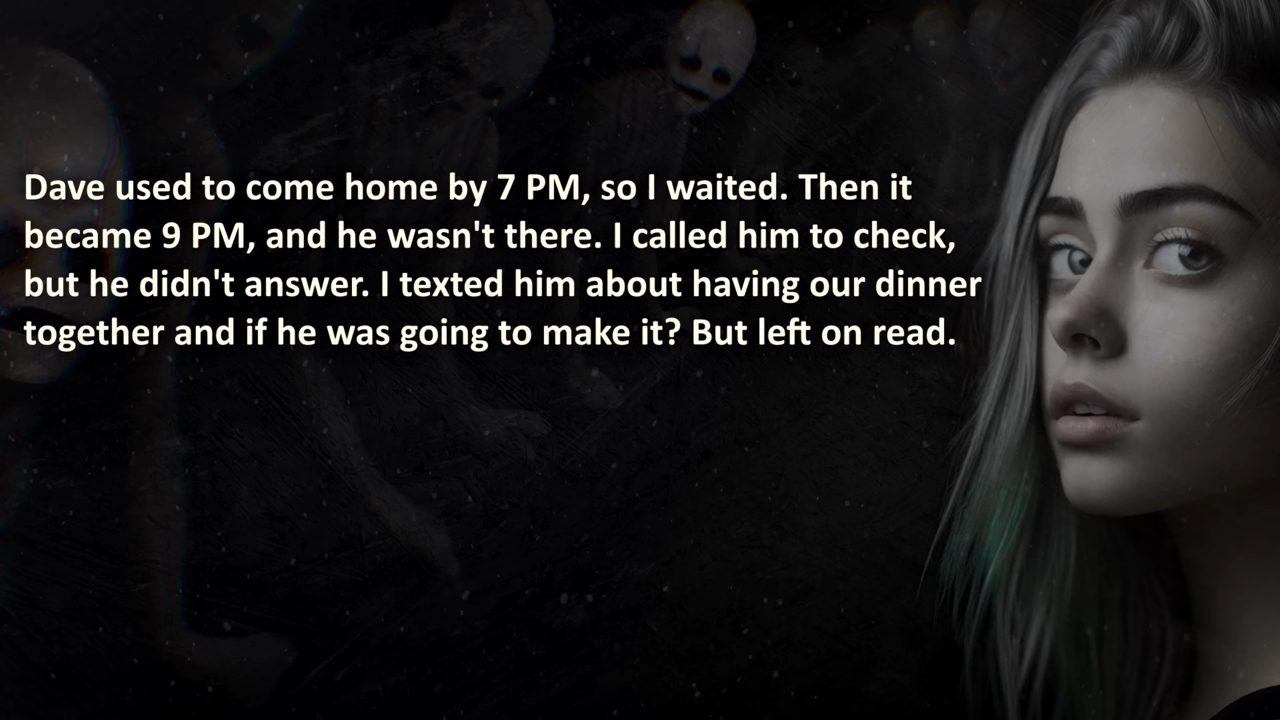 Dave used to come home by 7 PM, so I waited. Then it
became 9 PM, and he wasn't there. I called him to check,
but he didn't answer. I texted him about having our dinner
together and if he was going to make it? But left on read.